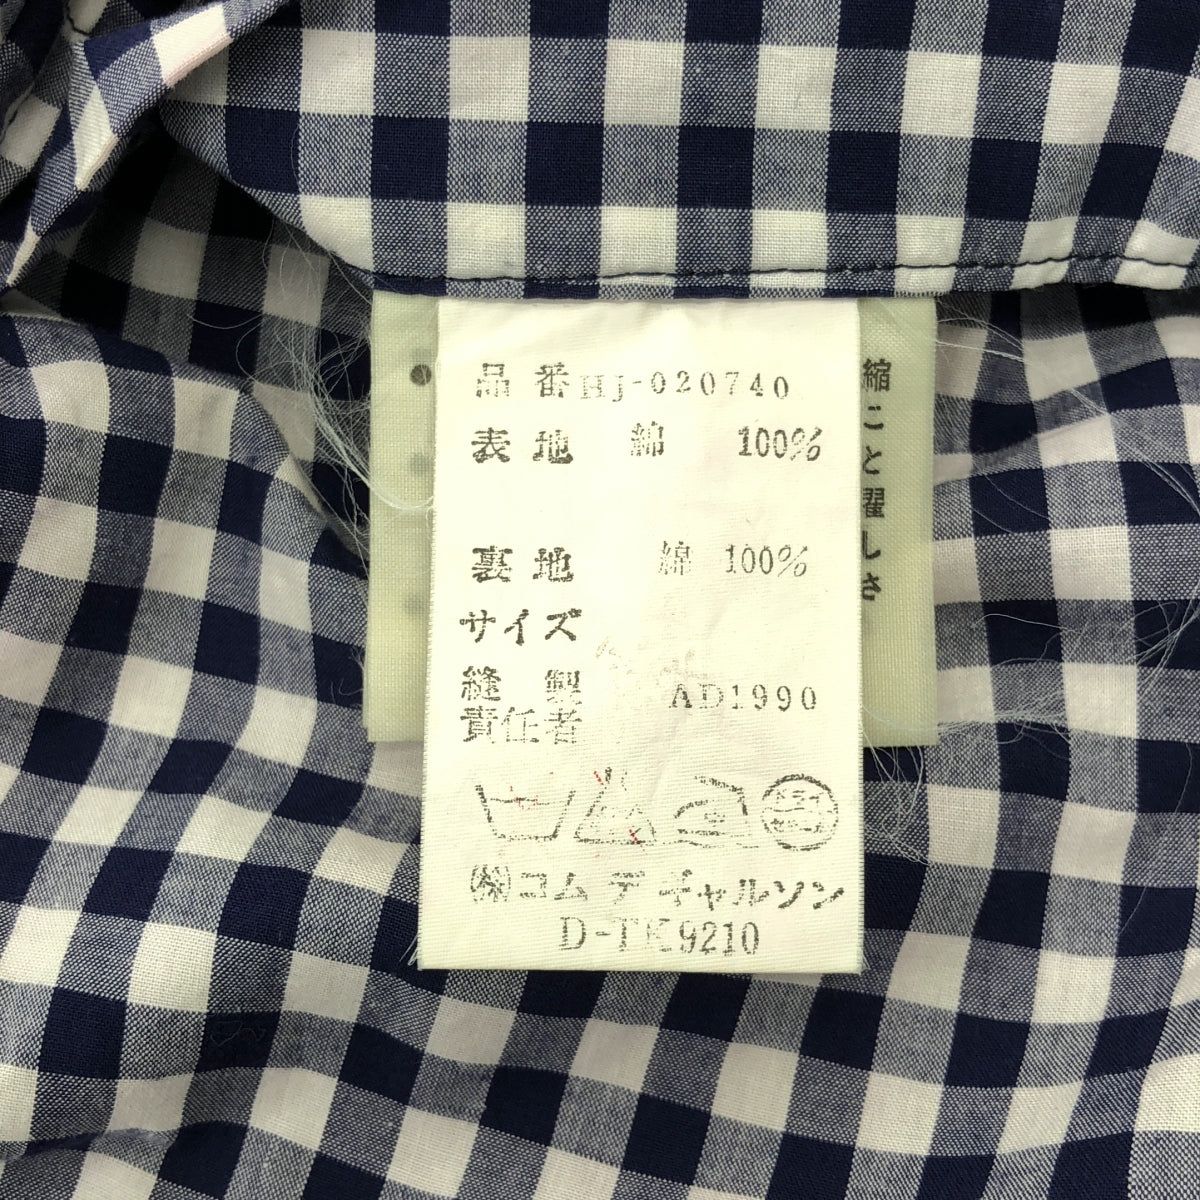 品番 HJ-020740
表地 綿 100%
裏地 綿 100%
サイズ
縫製
責任者 AD1990
㈱コム デ ギャルソン
D-TK9210
縮
こ
と
濯
し
さ